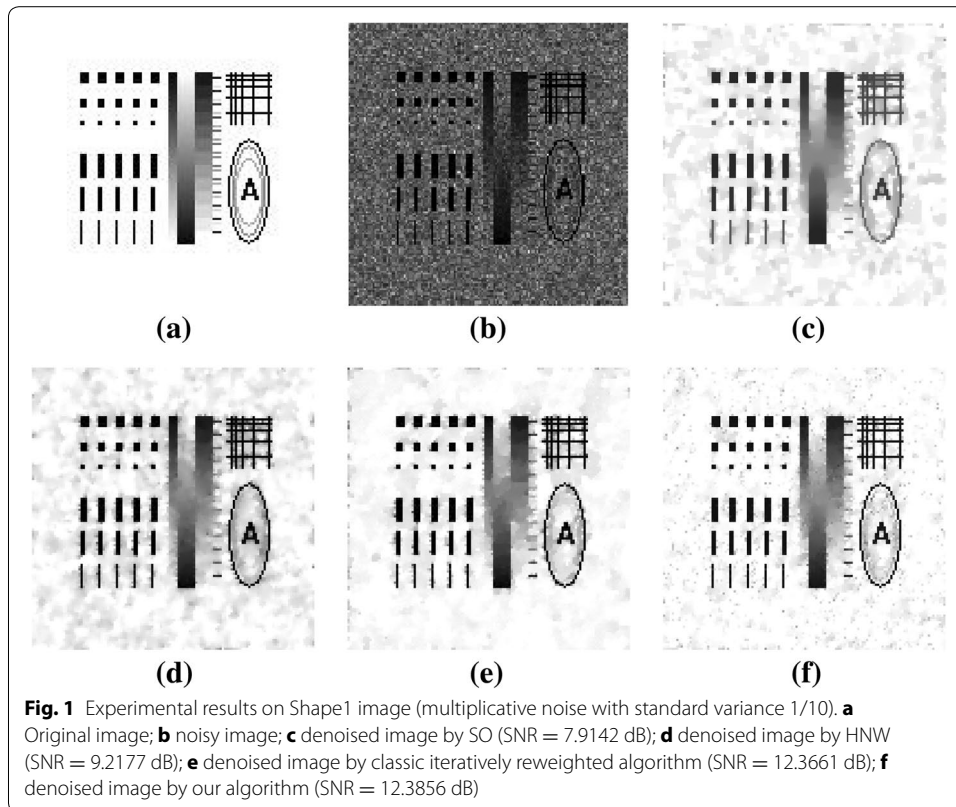 A
A
A
(a)
(b)
(c)
A
A
A
(d)
(e)
(f)
Fig. 1 Experimental results on Shape1 image (multiplicative noise with standard variance 1/10). a
Original image; b noisy image; c denoised image by SO (SNR = 7.9142 dB); d denoised image by HNW
(SNR = 9.2177 dB); e denoised image by classic iteratively reweighted algorithm (SNR = 12.3661 dB); f
denoised image by our algorithm (SNR = 12.3856 dB)